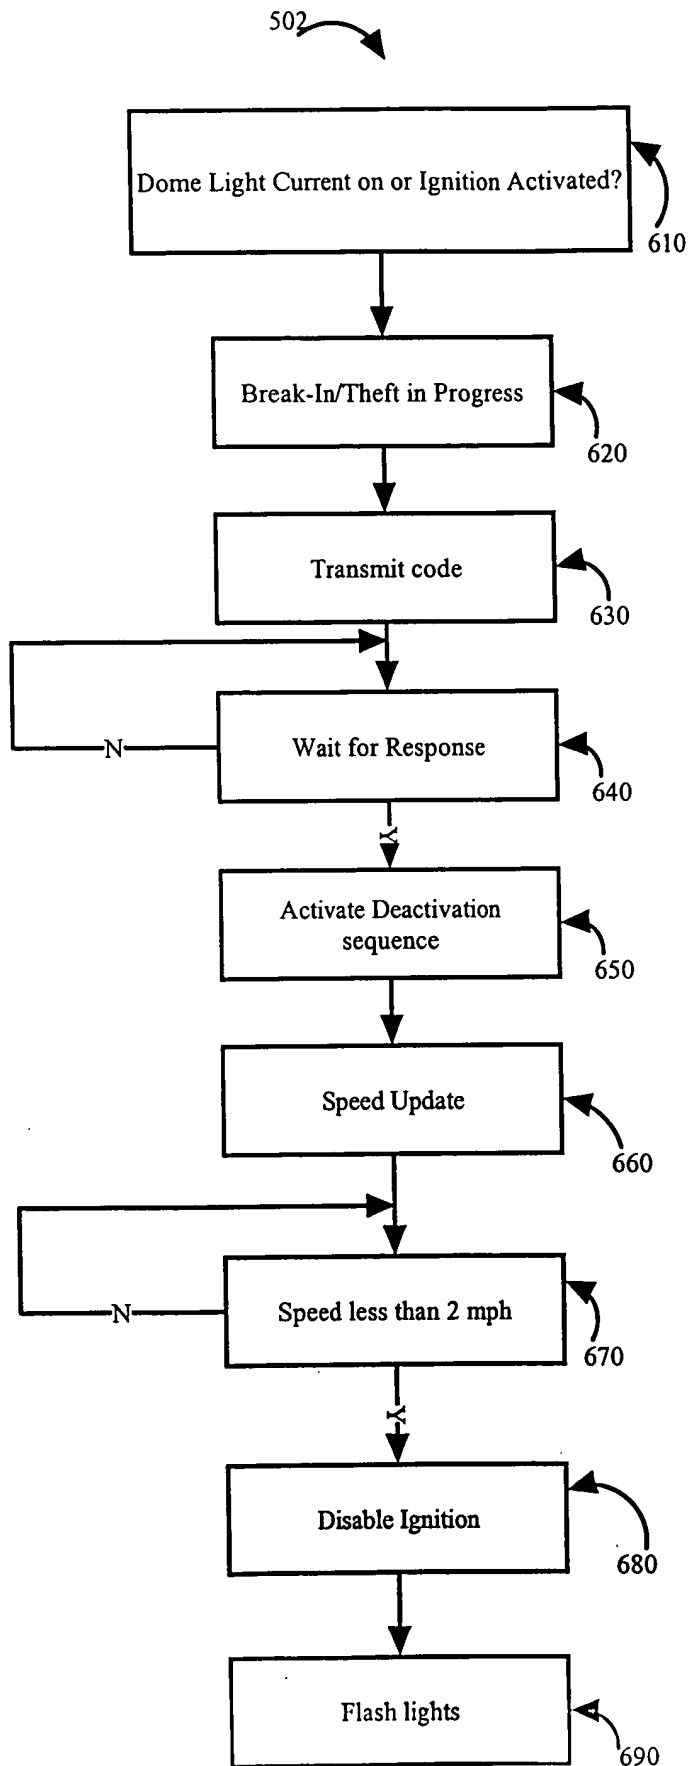 502
Dome Light Current on or Ignition Activated?
610
Break-In/Theft in Progress
620
Transmit code
630
N
Wait for Response
640
Y
Activate Deactivation
sequence
650
Speed Update
660
N
Speed less than 2 mph
670
Y
Disable Ignition
680
Flash lights
690